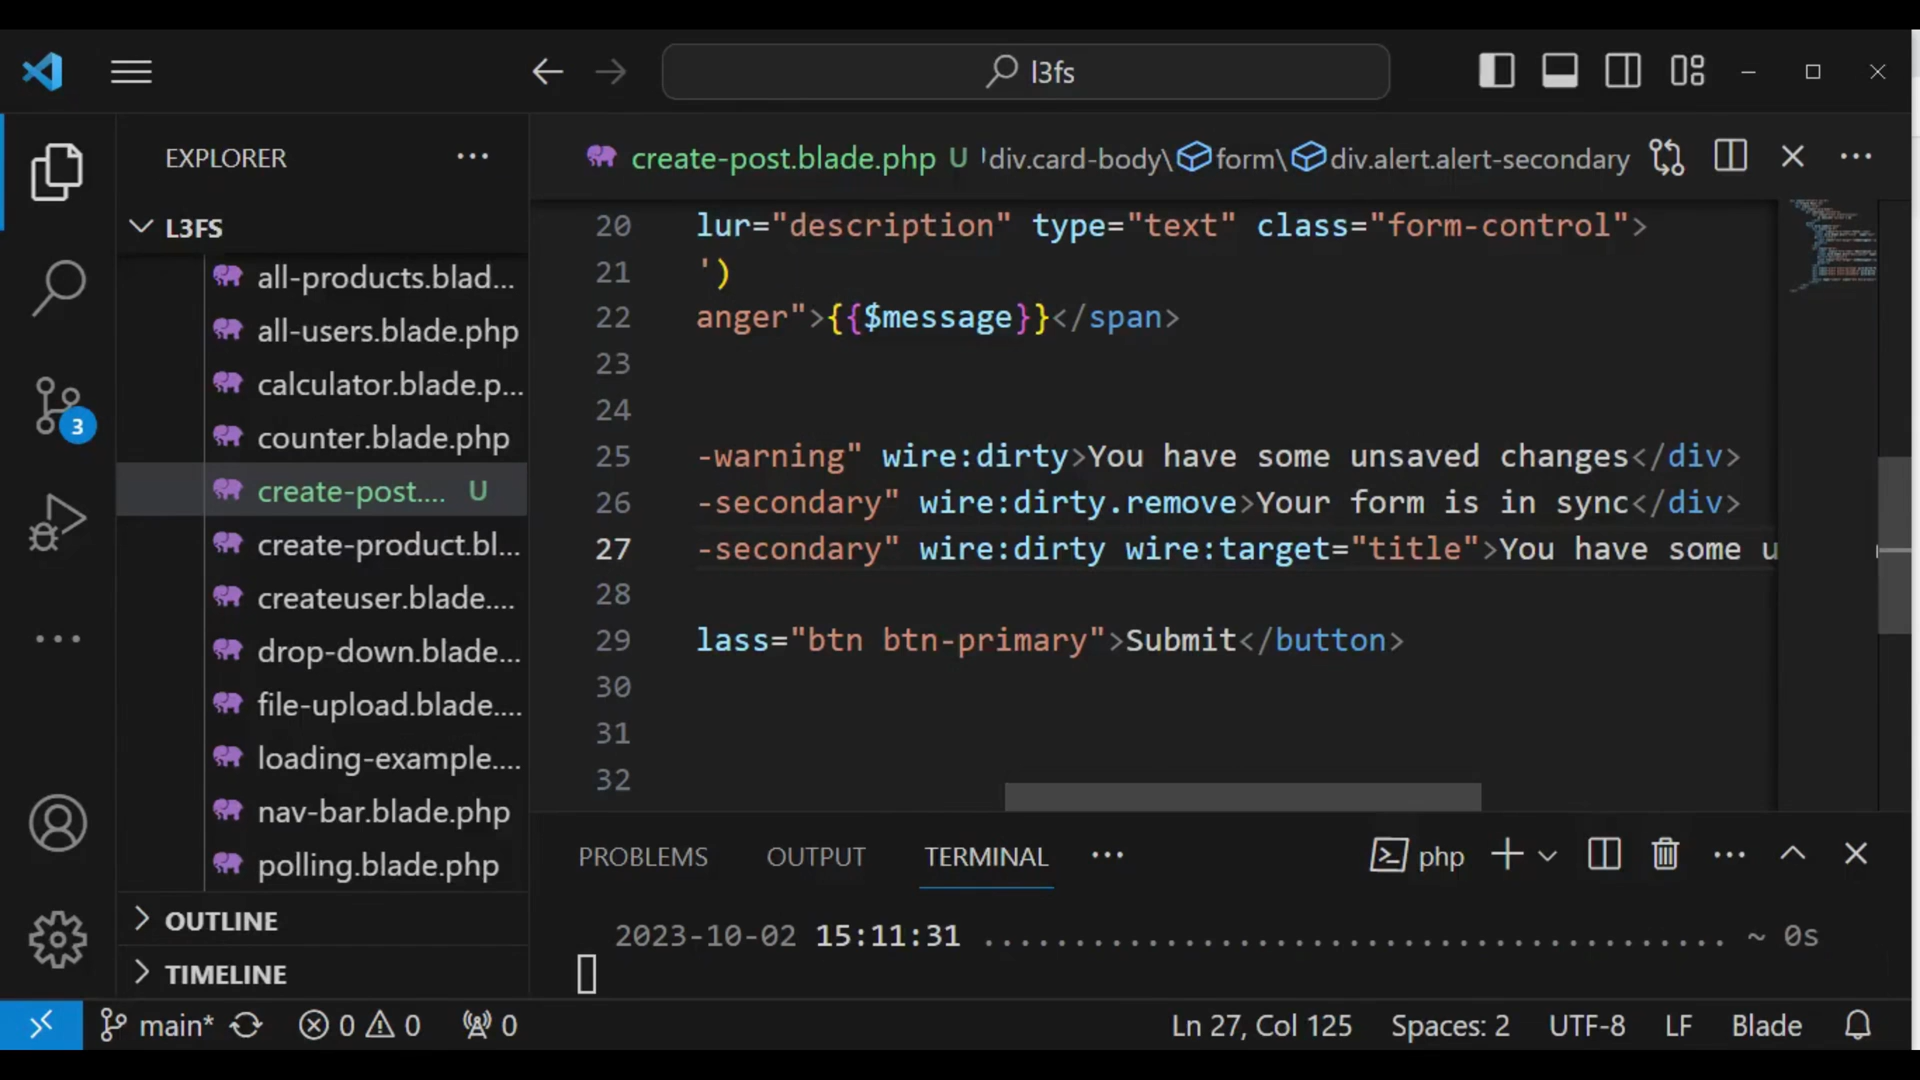 l3fs
EXPLORER ...
create-post.blade.php U div.card-body\ form\ div.alert.alert-secondary ...
L3FS
all-products.blad...
all-users.blade.php
calculator.blade.p...
counter.blade.php
create-post.... U
create-product.bl...
createuser.blade....
drop-down.blade...
file-upload.blade....
loading-example....
nav-bar.blade.php
polling.blade.php
OUTLINE
TIMELINE
3
20 lur="description" type="text" class="form-control">
21 ')
22 anger">{{$message}}</span>
23
24
25 -warning" wire:dirty>You have some unsaved changes</div>
26 -secondary" wire:dirty.remove>Your form is in sync</div>
27 -secondary" wire:dirty wire:target="title">You have some u
28
29 lass="btn btn-primary">Submit</button>
30
31
32
PROBLEMS OUTPUT TERMINAL ... php ...
2023-10-02 15:11:31 ........................................ ~ 0s
main* 0 0 0 Ln 27, Col 125 Spaces: 2 UTF-8 LF Blade